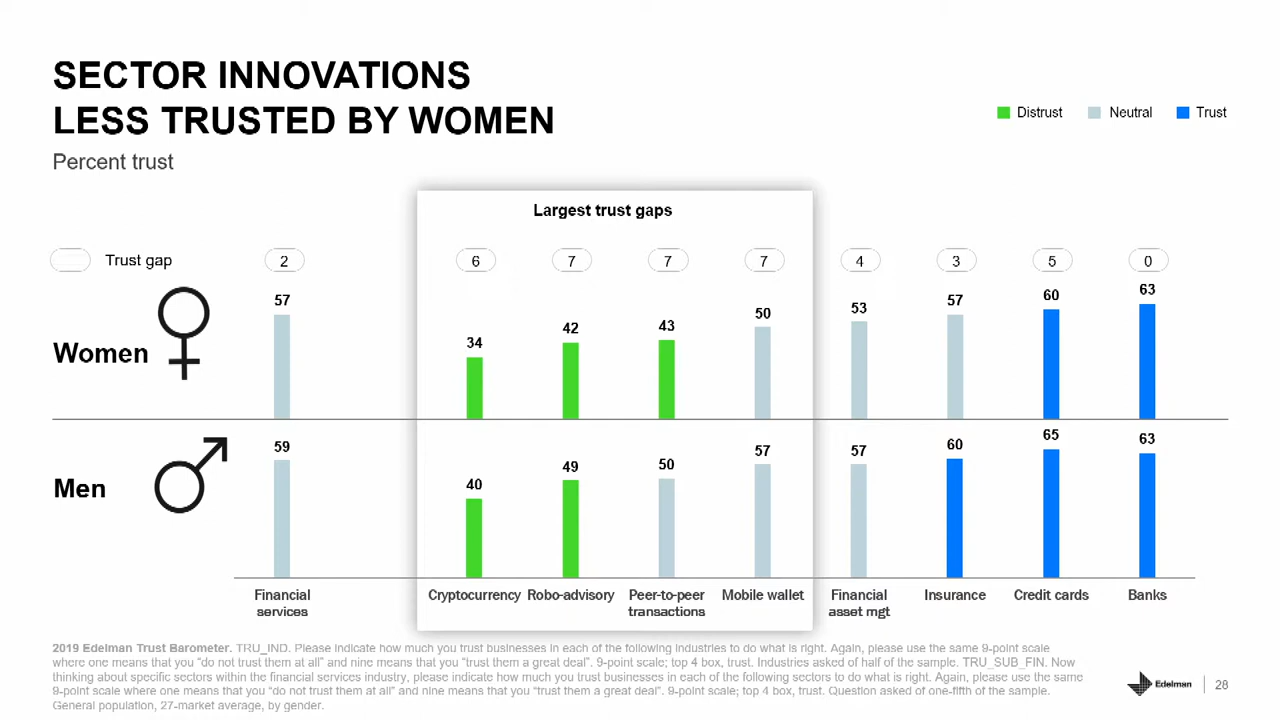 SECTOR INNOVATIONS
LESS TRUSTED BY WOMEN
Percent trust
Distrust Neutral Trust
Largest trust gaps
Trust gap 2 6 7 7 7 4 3 5 0
Women 57 34 42 43 50 53 57 60 63
Men 59 40 49 50 57 57 60 65 63
Financial services Cryptocurrency Robo-advisory Peer-to-peer transactions Mobile wallet Financial asset mgt Insurance Credit cards Banks
2019 Edelman Trust Barometer. TRU_IND. Please indicate how much you trust businesses in each of the following industries to do what is right. Again, please use the same 9-point scale
where one means that you “do not trust them at all” and nine means that you “trust them a great deal”. 9-point scale; top 4 box, trust. Industries asked of half of the sample. TRU_SUB_FIN. Now
thinking about specific sectors within the financial services industry, please indicate how much you trust businesses in each of the following sectors to do what is right. Again, please use the same
9-point scale where one means that you “do not trust them at all” and nine means that you “trust them a great deal”. 9-point scale; top 4 box, trust. Question asked of one-fifth of the sample.
General population, 27-market average, by gender.
Edelman 28